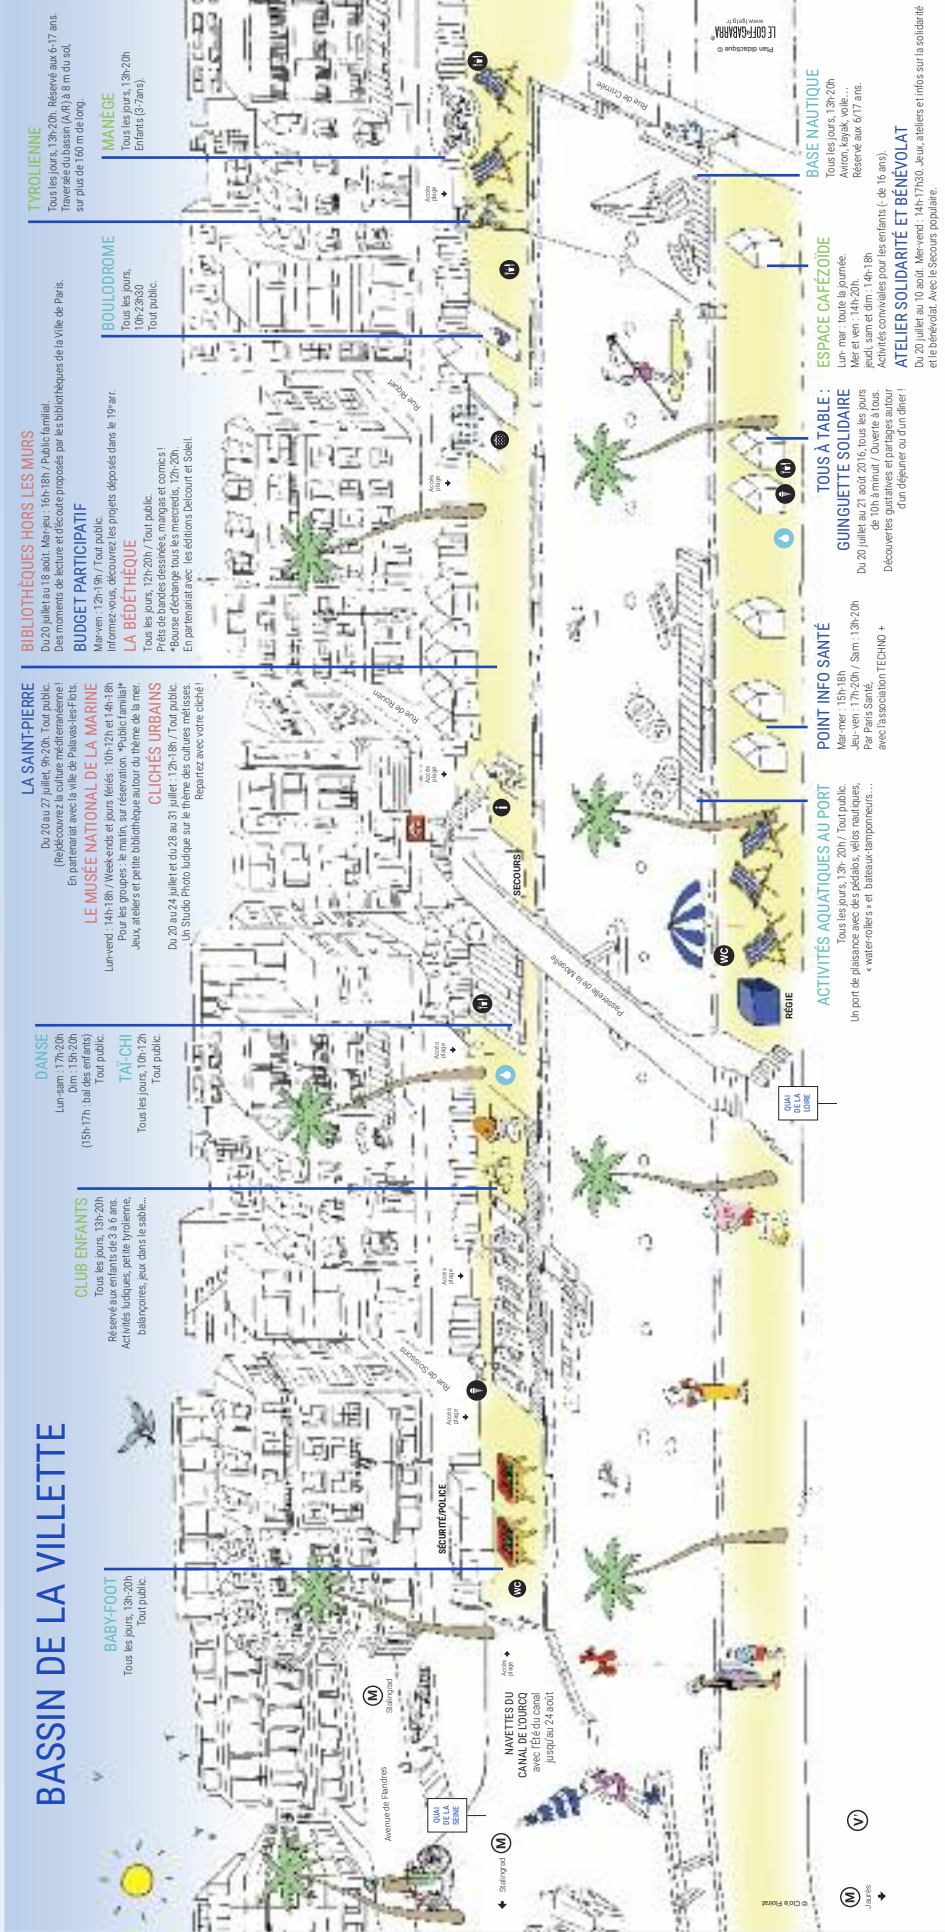 BASSIN DE LA VILLETTE
BABY-FOOT
Tous les jours, 13h-20h
Tout public.
CLUB ENFANTS
Tous les jours, 13h-20h
Réservé aux enfants de 3 à 6 ans.
Activités ludiques, petite tyrolienne,
balançoires, jeux dans le sable...
DANSE
Lun-sam : 17h-20h
Dim : 15h-20h
(15h-17h : bal des enfants)
Tout public.
TAÏ-CHI
Tous les jours, 10h-12h
Tout public.
LA SAINT-PIERRE
Du 20 au 27 juillet, 9h-20h. Tout public.
(Re)découvrez la culture méditerranéenne !
En partenariat avec la ville de Palavas-les-Flots.
LE MUSÉE NATIONAL DE LA MARINE
Lun-vend : 14h-18h / Week-ends et jours fériés : 10h-12h et 14h-18h
Pour les groupes : le matin, sur réservation. *Public familial*
Jeux, ateliers et petite bibliothèque autour du thème de la mer.
CLICHÉS URBAINS
Du 20 au 24 juillet et du 28 au 31 juillet : 12h-18h / Tout public.
Un Studio Photo ludique sur le thème des cultures métisses.
Repartez avec votre cliché !
BIBLIOTHÈQUES HORS LES MURS
Du 20 juillet au 18 août. Mar-jeu : 16h-18h / Public familial.
Des moments de lecture et d'écoute proposés par les bibliothèques de la Ville de Paris.
BUDGET PARTICIPATIF
Mar-ven : 12h-19h / Tout public.
Informez-vous, découvrez les projets déposés dans le 19e arr.
LA BÉDÉTHÈQUE
Tous les jours, 12h-20h / Tout public.
Prêts de bandes dessinées, mangas et comics !
*Bourse d'échange tous les mercredis, 12h-20h.
En partenariat avec les éditions Delcourt et Soleil.
BOULODROME
Tous les jours,
10h-23h30
Tout public.
TYROLIENNE
Tous les jours, 13h-20h. Réservé aux 6-17 ans.
Traversée du bassin (A/R) à 8 m du sol,
sur plus de 160 m de long.
MANÈGE
Tous les jours, 13h-20h
Enfants (3-7ans).
Avenue de Flandres
M
Stalingrad
QUAI
DE LA
SEINE
Stalingrad
M
NAVETTES DU
CANAL DE L'OURCQ
avec l'Été du canal
jusqu'au 24 août
Accès
plage
WC
SÉCURITÉ/POLICE
Accès
plage
Rue de Soissons
Accès
plage
Accès
plage
Passerelle de la Moselle
SECOURS
i
Accès
plage
Rue de Rouen
Accès
plage
Rue Riquet
Accès
plage
Rue de Crimée
QUAI
DE LA
LOIRE
RÉGIE
WC
ACTIVITÉS AQUATIQUES AU PORT
Tous les jours, 13h- 20h / Tout public.
Un port de plaisance avec des pédalos, vélos nautiques,
« water-rollers » et bateaux-tamponneurs...
POINT INFO SANTÉ
Mar-mer : 15h-18h
Jeu- ven : 17h-20h / Sam : 13h-20h
Par Paris Santé,
avec l'association TECHNO +
TOUS À TABLE :
GUINGUETTE SOLIDAIRE
Du 20 juillet au 21 août 2016, tous les jours
de 10h à minuit / Ouverte à tous.
Découvertes gustatives et partages autour
d'un déjeuner ou d'un dîner !
ESPACE CAFÉZOÏDE
Lun- mar : toute la journée.
Mer et ven : 14h-20h.
jeudi, sam et dim : 14h-18h
Activités conviviales pour les enfants (- de 16 ans).
ATELIER SOLIDARITÉ ET BÉNÉVOLAT
Du 20 juillet au 10 août. Mer-vend : 14h-17h30. Jeux, ateliers et infos sur la solidarité
et le bénévolat. Avec le Secours populaire.
BASE NAUTIQUE
Tous les jours, 13h-20h
Aviron, kayak, voile...
Réservé aux 6/17 ans.
M
Jaurès
V'
© Clo'e Floirat
Plan didactique ©
LE GOFF&GABARRA®
www.lgetg.fr